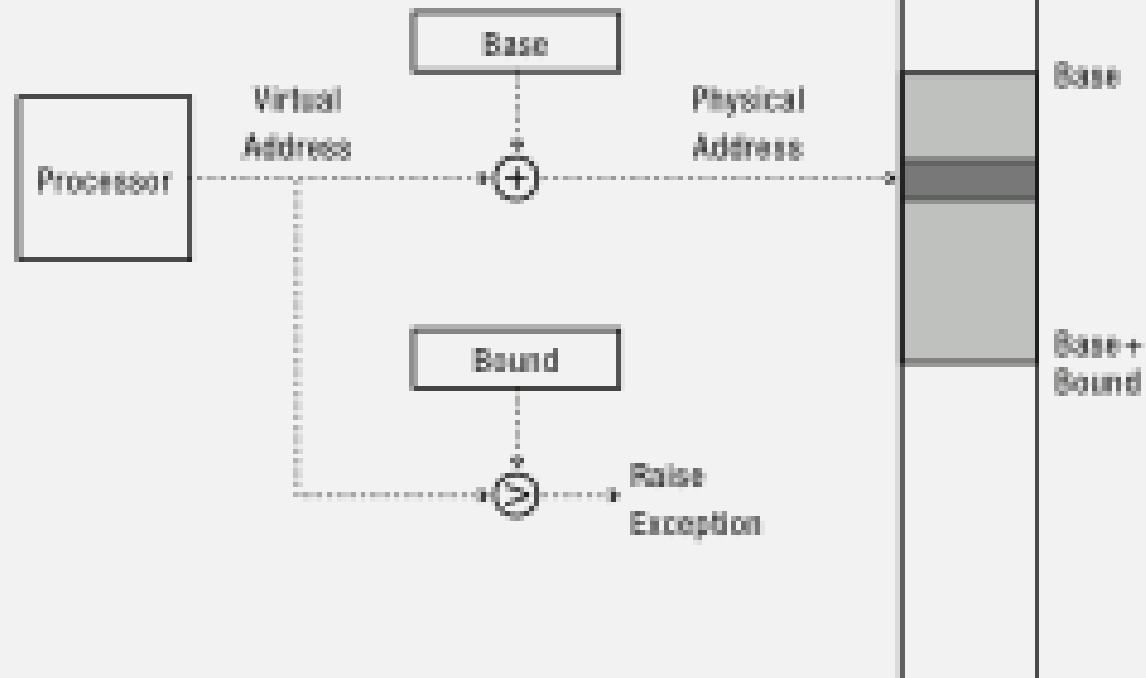 Base
Virtual
Address
Processor
+
Physical
Address
Base
Bound
>
Raise
Exception
Base+
Bound